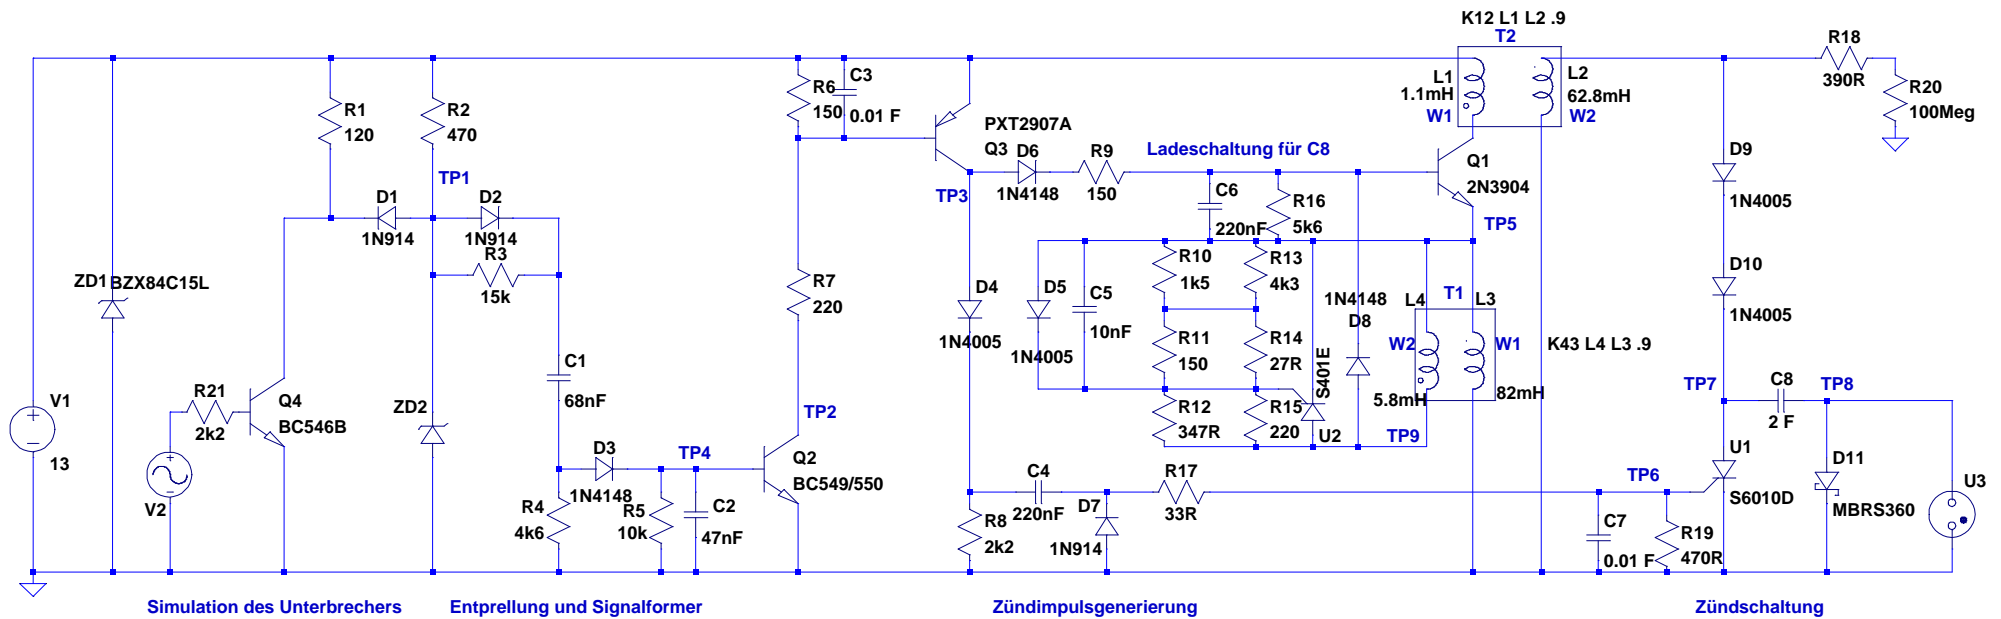 K12 L1 L2 .9
T2
L1
1.1mH
W1
L2
62.8mH
W2
R18
390R
R20
100Meg
R1
120
R2
470
TP1
D1
1N914
D2
1N914
R3
15k
ZD1
BZX84C15L
R21
2k2
Q4
BC546B
V1
13
V2
ZD2
C1
68nF
D3
1N4148
R4
4k6
R5
10k
TP4
C2
47nF
R6
150
C3
0.01 F
R7
220
TP2
Q2
BC549/550
PXT2907A
Q3
TP3
D6
1N4148
R9
150
Ladeschaltung für C8
C6
220nF
R16
5k6
Q1
2N3904
TP5
D4
1N4005
D5
1N4005
C5
10nF
R10
1k5
R11
150
R12
347R
R13
4k3
R14
27R
R15
220
S401E
U2
1N4148
D8
L4
T1
L3
W2
W1
5.8mH
82mH
K43 L4 L3 .9
TP9
C4
220nF
R8
2k2
D7
1N914
R17
33R
TP6
C7
0.01 F
R19
470R
D9
1N4005
D10
1N4005
TP7
C8
2 F
TP8
U1
S6010D
D11
MBRS360
U3
Simulation des Unterbrechers
Entprellung und Signalformer
Zündimpulsgenerierung
Zündschaltung